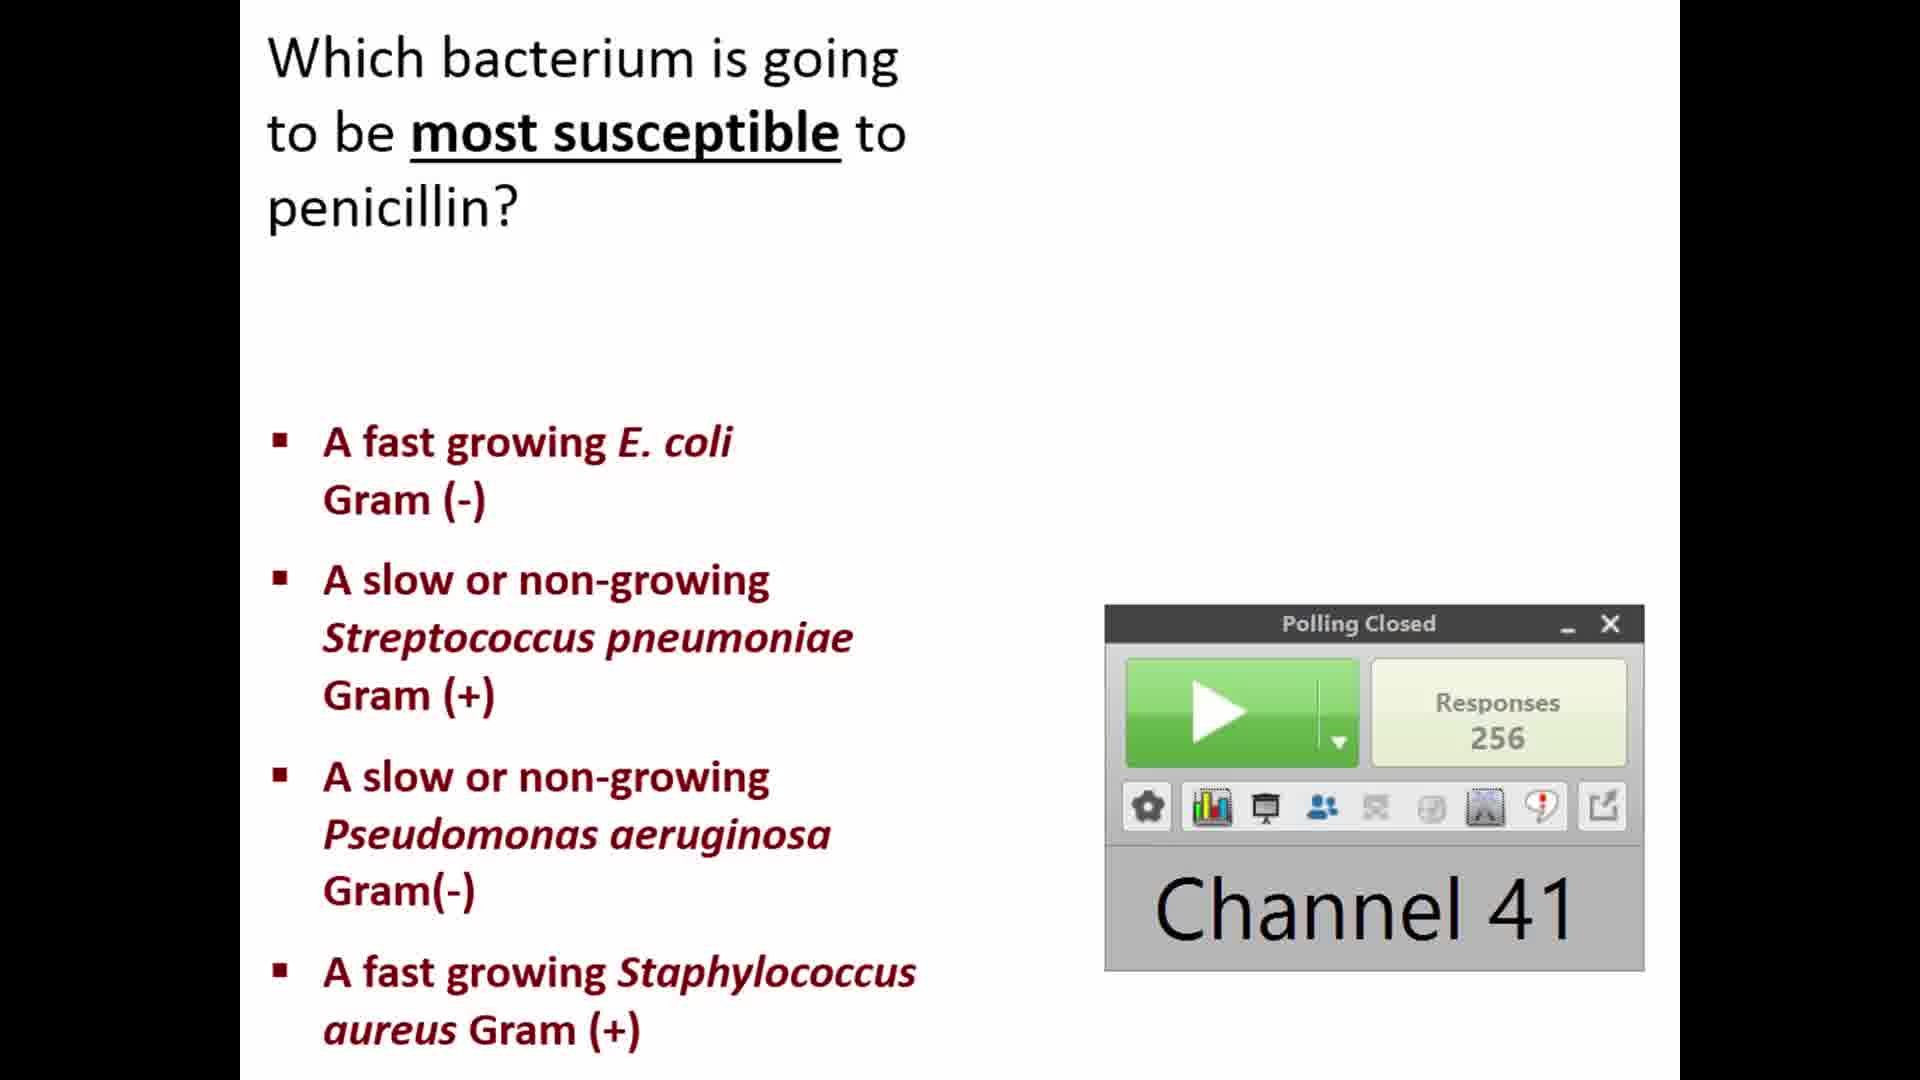 Which bacterium is going
to be most susceptible to
penicillin?
▪ A fast growing E. coli
Gram (-)
▪ A slow or non-growing
Streptococcus pneumoniae
Gram (+)
▪ A slow or non-growing
Pseudomonas aeruginosa
Gram(-)
▪ A fast growing Staphylococcus
aureus Gram (+)
Polling Closed
Responses
256
Channel 41